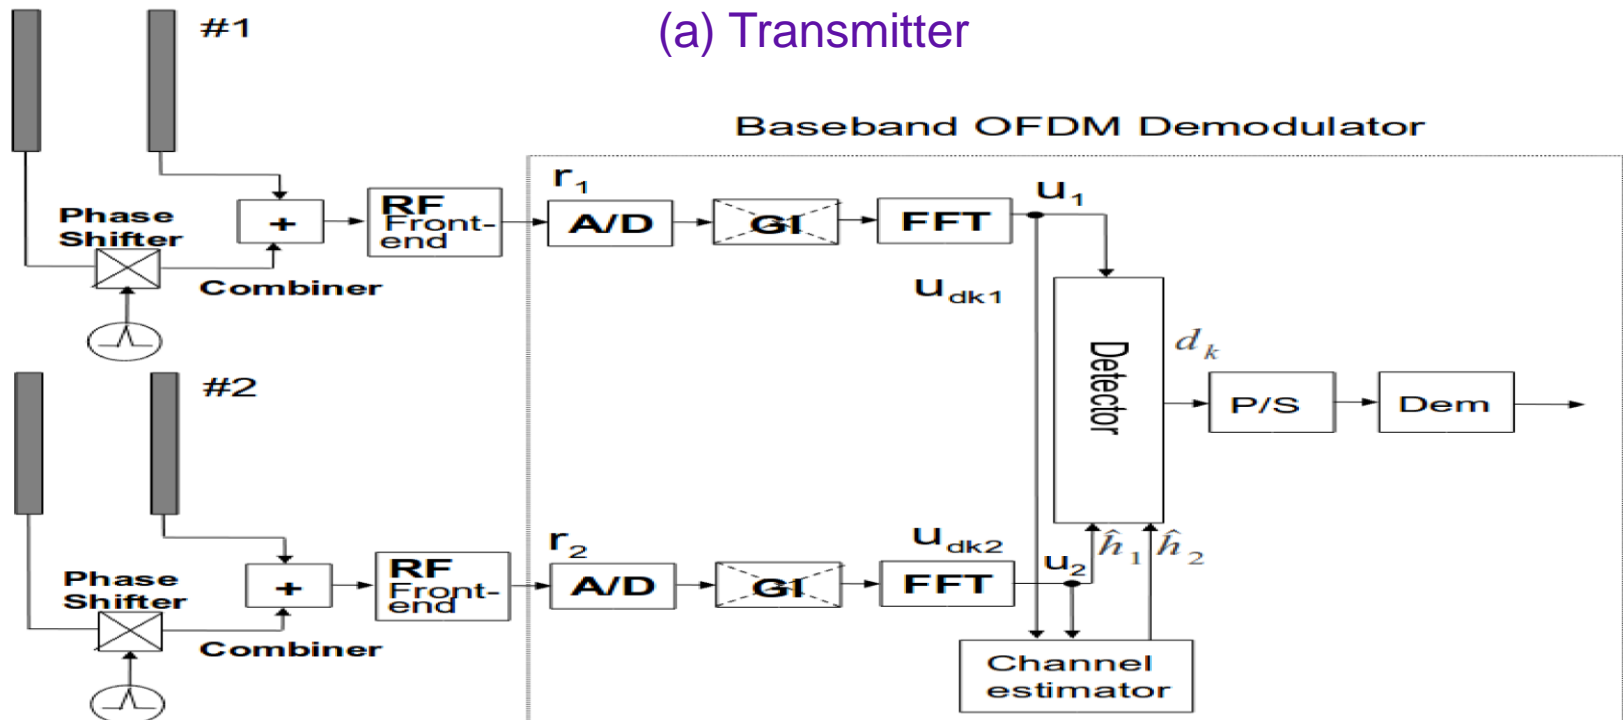 (a) Transmitter
#1
Baseband OFDM Demodulator
Phase
Shifter
+
Combiner
RF
Front-
end
r1
A/D
GI
FFT
u1
udk1
Detector
dk
P/S
Dem
#2
Phase
Shifter
+
Combiner
RF
Front-
end
r2
A/D
GI
udk2
FFT
u2
ĥ1 ĥ2
Channel
estimator